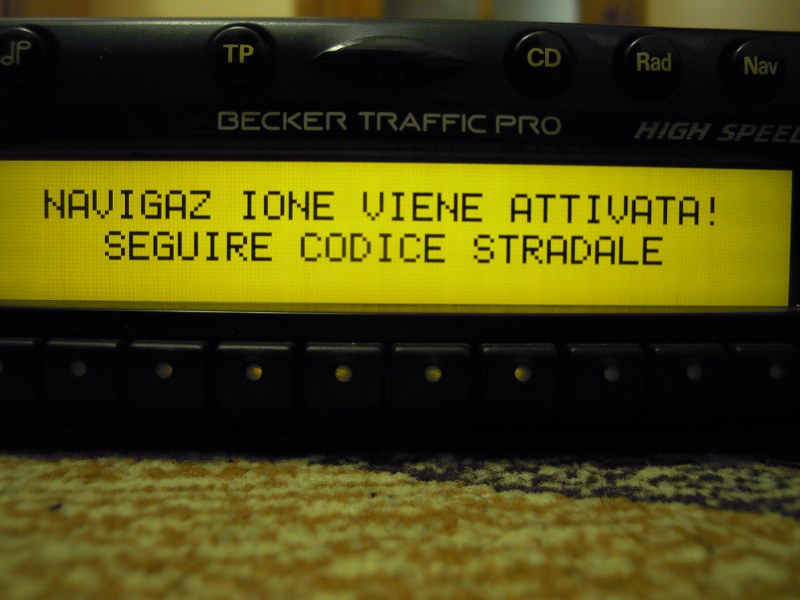 TP CD Rad Nav
BECKER TRAFFIC PRO HIGH SPEED
NAVIGAZ IONE VIENE ATTIVATA!
SEGUIRE CODICE STRADALE